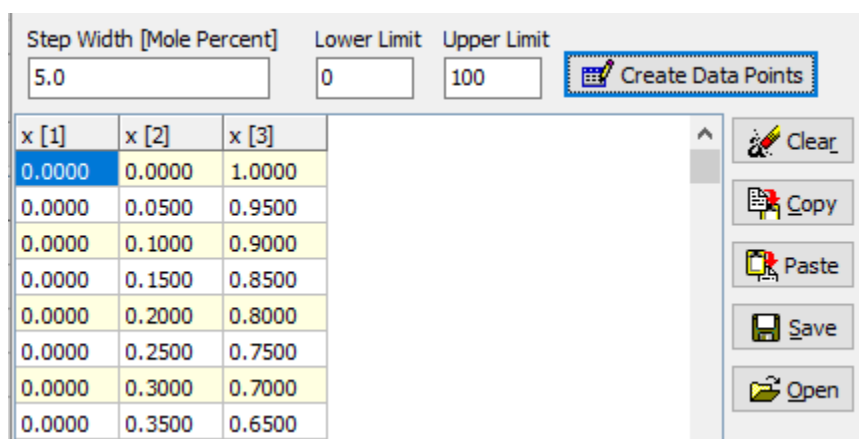 Step Width [Mole Percent] Lower Limit Upper Limit
5.0 0 100 Create Data Points
x [1] x [2] x [3]
Clear
0.0000 0.0000 1.0000
0.0000 0.0500 0.9500
Copy
0.0000 0.1000 0.9000
0.0000 0.1500 0.8500
Paste
0.0000 0.2000 0.8000
Save
0.0000 0.2500 0.7500
0.0000 0.3000 0.7000
Open
0.0000 0.3500 0.6500